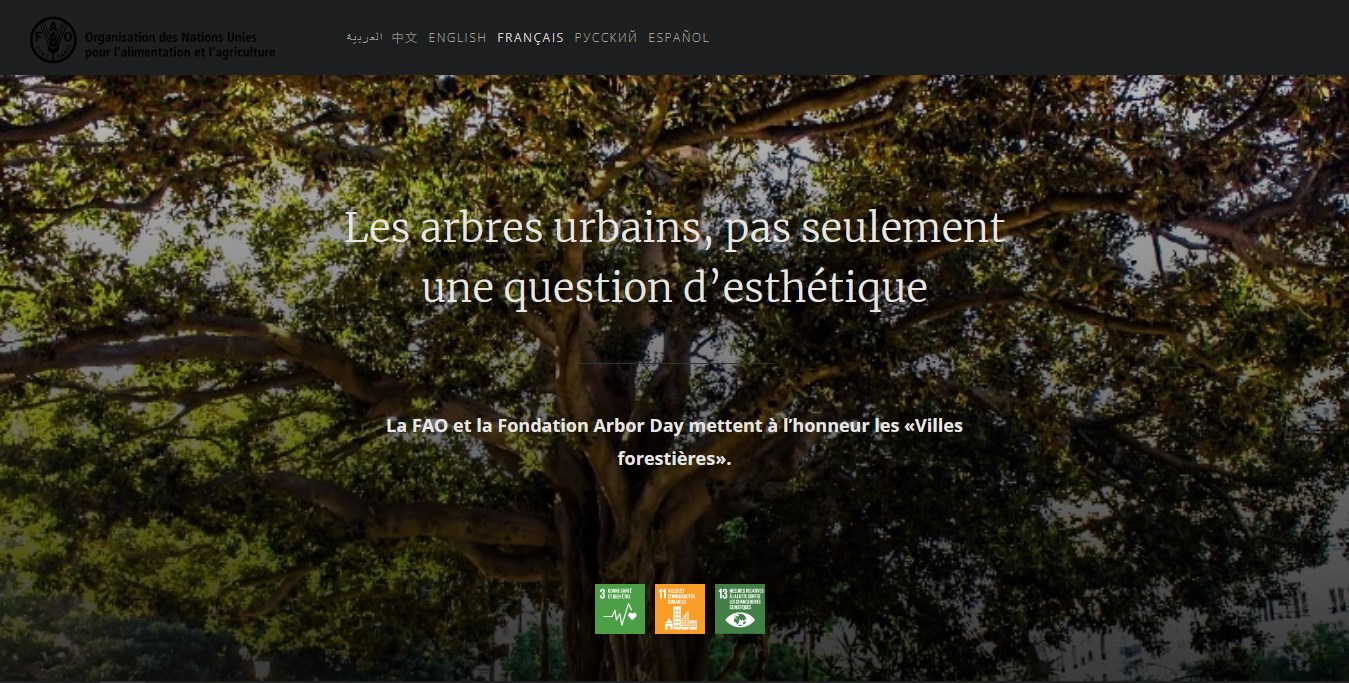 FAO
Organisation des Nations Unies
pour l'alimentation et l'agriculture
العربية 中文 ENGLISH FRANÇAIS РУССКИЙ ESPAÑOL
Les arbres urbains, pas seulement
une question d’esthétique
La FAO et la Fondation Arbor Day mettent à l’honneur les «Villes
forestières».
3 BONNE SANTÉ
ET BIEN-ÊTRE
11 VILLES ET
COMMUNAUTÉS
DURABLES
13 MESURES RELATIVES
À LA LUTTE CONTRE
LES CHANGEMENTS
CLIMATIQUES